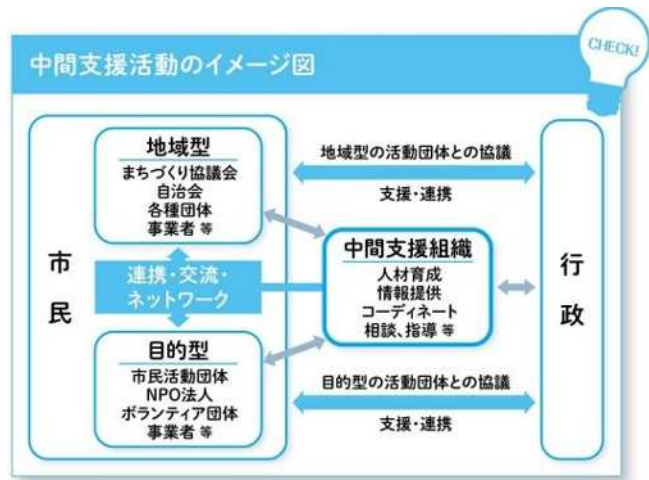 CHECK!
中間支援活動のイメージ図
市民
地域型
まちづくり協議会
自治会
各種団体
事業者 等
連携・交流・
ネットワーク
目的型
市民活動団体
NPO法人
ボランティア団体
事業者 等
地域型の活動団体との協議
支援・連携
中間支援組織
人材育成
情報提供
コーディネート
相談、指導 等
目的型の活動団体との協議
支援・連携
行政